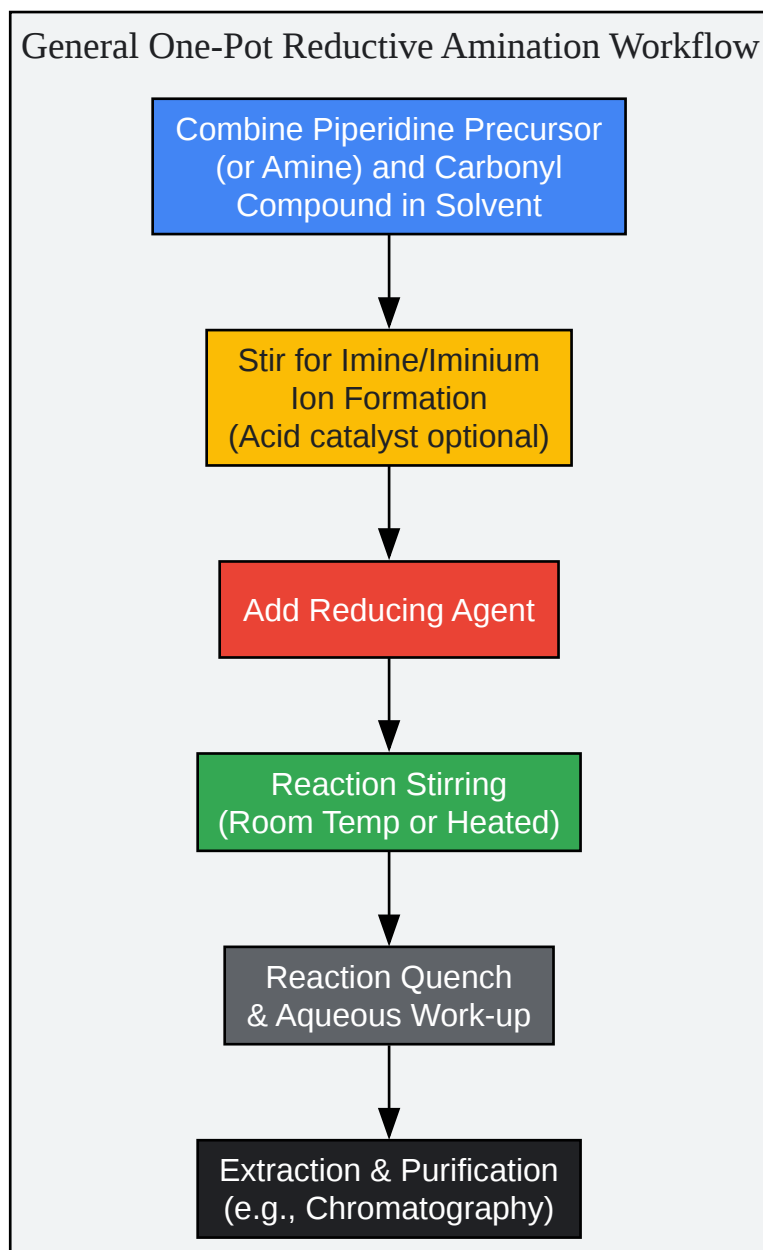 General One-Pot Reductive Amination Workflow
Combine Piperidine Precursor
(or Amine) and Carbonyl
Compound in Solvent
Stir for Imine/Iminium
Ion Formation
(Acid catalyst optional)
Add Reducing Agent
Reaction Stirring
(Room Temp or Heated)
Reaction Quench
& Aqueous Work-up
Extraction & Purification
(e.g., Chromatography)